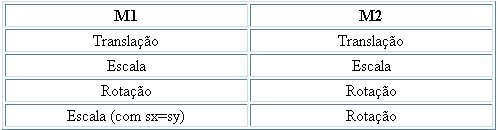 M1 M2
Translação Translação
Escala Escala
Rotação Rotação
Escala (com sx=sy) Rotação